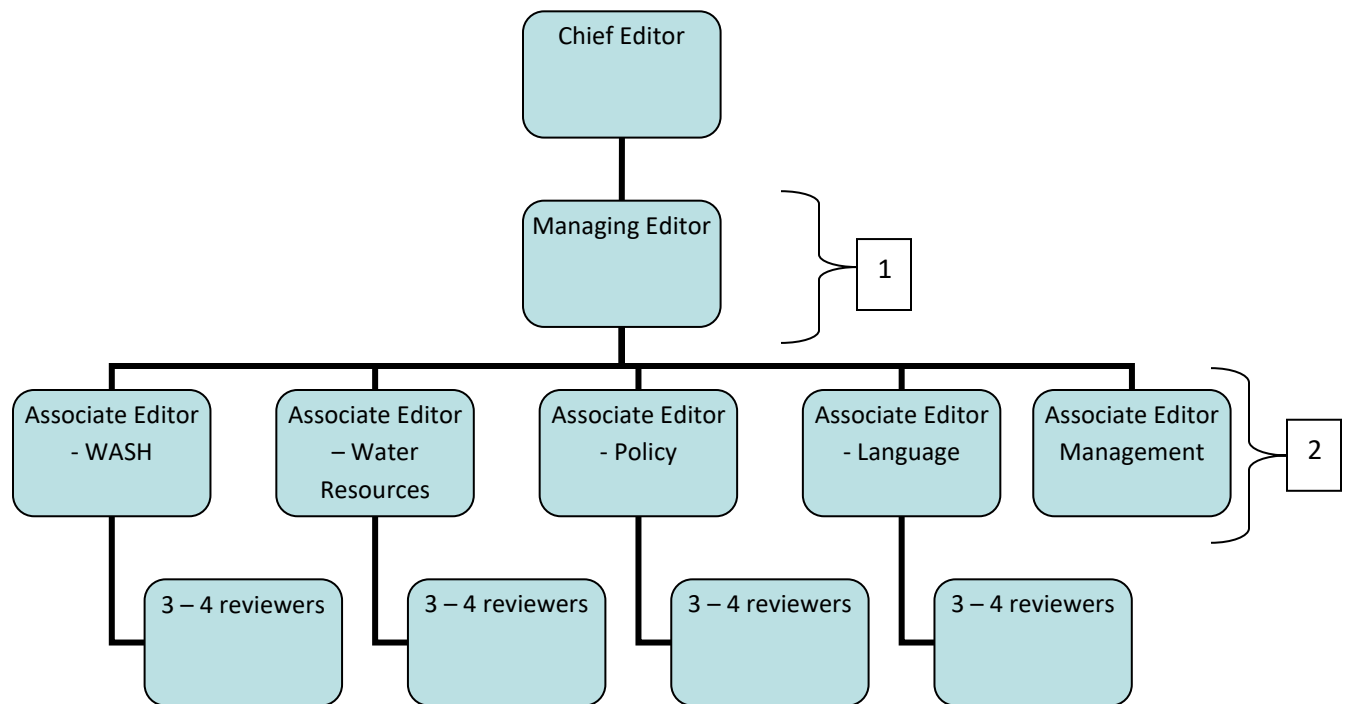 Chief Editor
Managing Editor
1
Associate Editor
- WASH
Associate Editor
– Water
Resources
Associate Editor
- Policy
Associate Editor
- Language
Associate Editor
Management
2
3 – 4 reviewers
3 – 4 reviewers
3 – 4 reviewers
3 – 4 reviewers